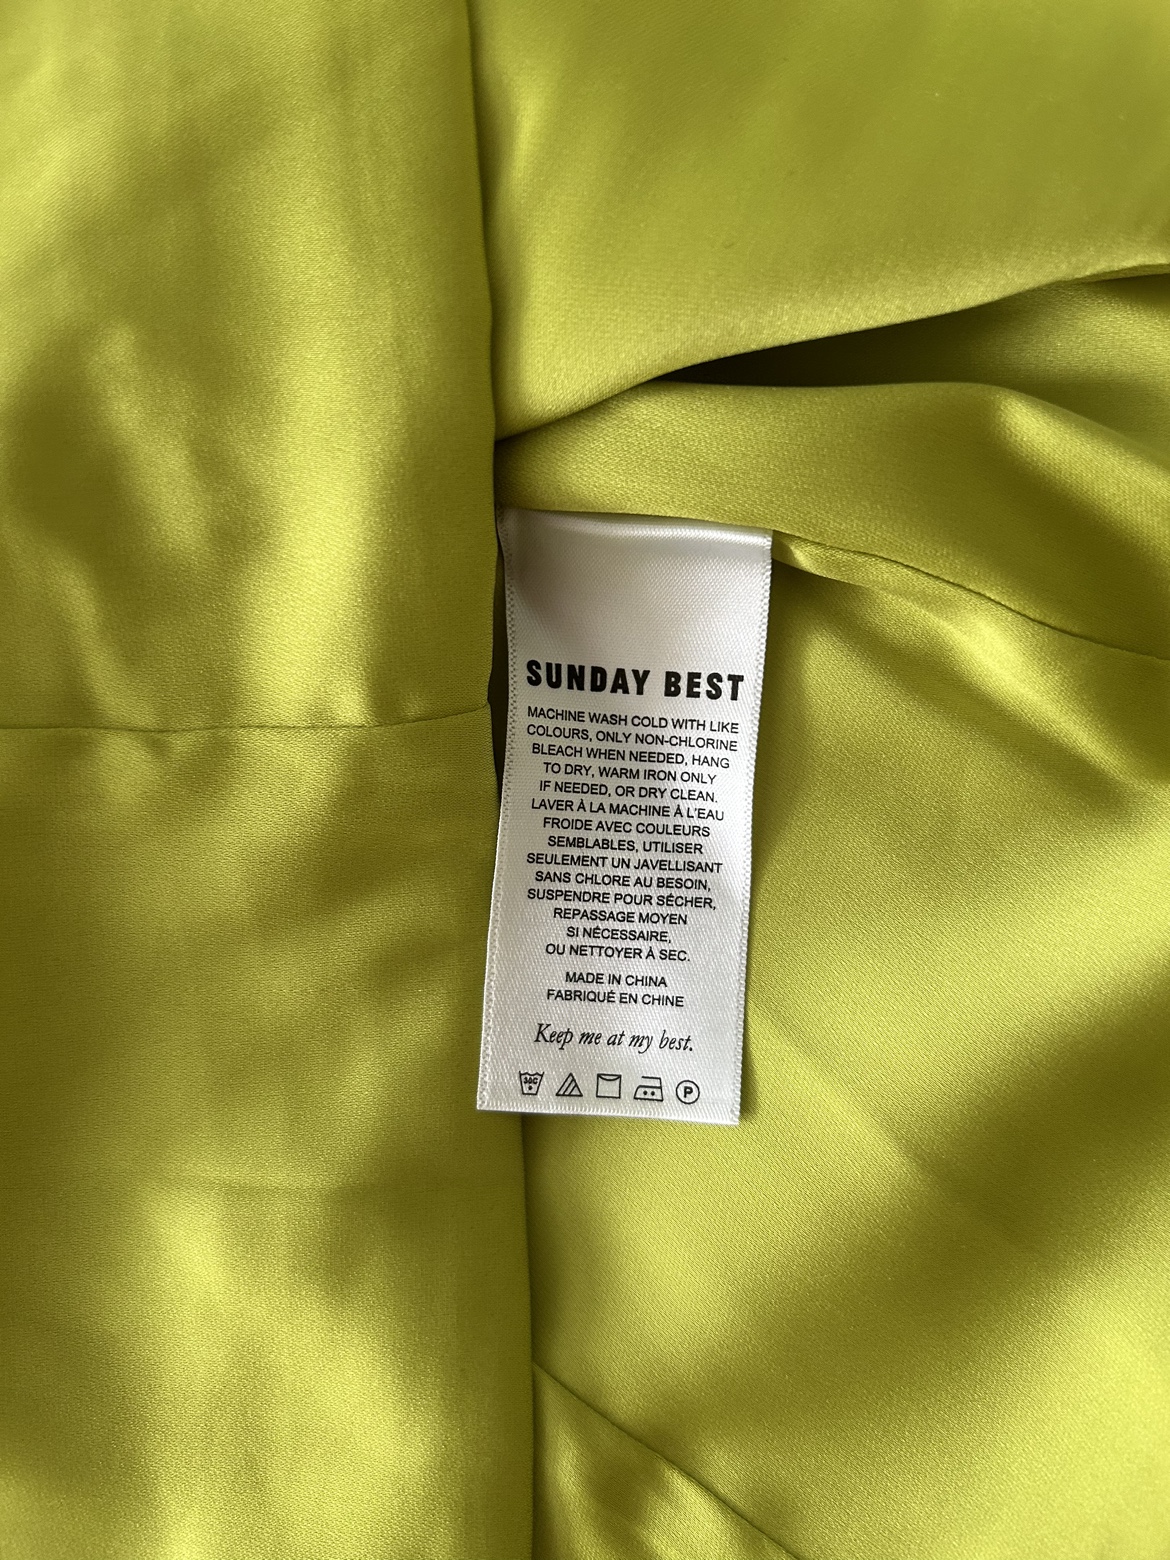 SUNDAY BEST
MACHINE WASH COLD WITH LIKE
COLOURS, ONLY NON-CHLORINE
BLEACH WHEN NEEDED, HANG
TO DRY, WARM IRON ONLY
IF NEEDED, OR DRY CLEAN.
LAVER À LA MACHINE À L'EAU
FROIDE AVEC COULEURS
SEMBLABLES, UTILISER
SEULEMENT UN JAVELLISANT
SANS CHLORE AU BESOIN,
SUSPENDRE POUR SÉCHER,
REPASSAGE MOYEN
SI NÉCESSAIRE,
OU NETTOYER À SEC.
MADE IN CHINA
FABRIQUÉ EN CHINE
Keep me at my best.
30C P